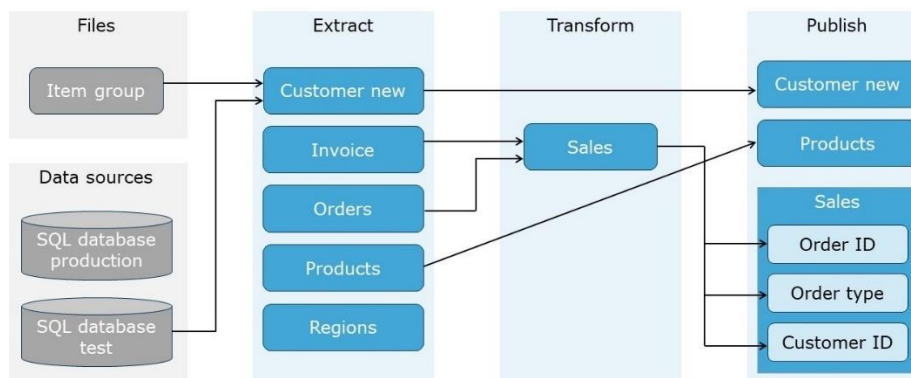 Files
Item group
Data sources
SQL database
production
SQL database
test
Extract
Customer new
Invoice
Orders
Products
Regions
Transform
Sales
Publish
Customer new
Products
Sales
Order ID
Order type
Customer ID